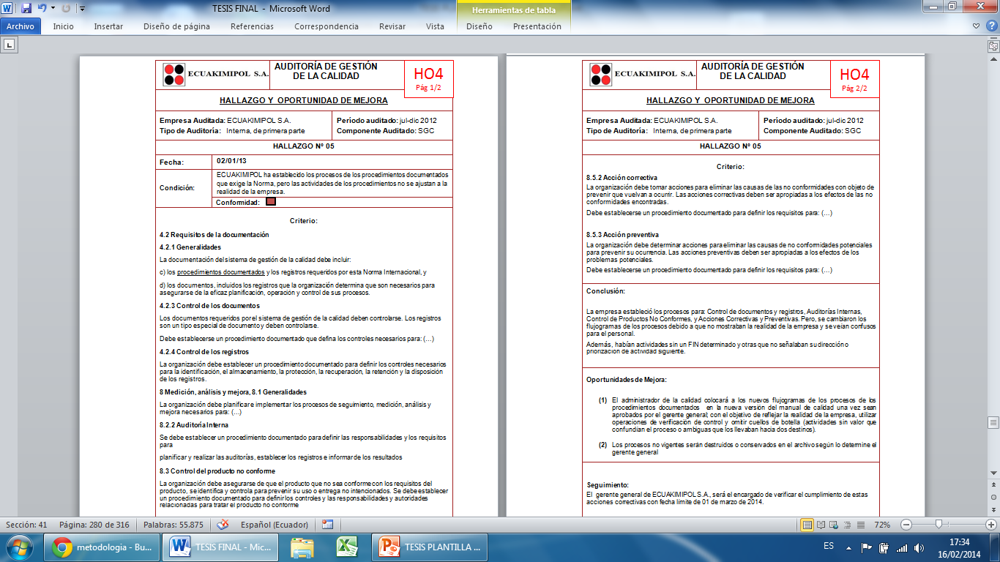 TESIS FINAL - Microsoft Word
Herramientas de tabla
Archivo
Inicio
Insertar
Diseño de página
Referencias
Correspondencia
Revisar
Vista
Diseño
Presentación
ECUAKIMIPOL S.A.
AUDITORÍA DE GESTIÓN
DE LA CALIDAD
HO4
Pág 1/2
HALLAZGO Y OPORTUNIDAD DE MEJORA
Empresa Auditada: ECUAKIMIPOL S.A.
Tipo de Auditoría: Interna, de primera parte
Período auditado: jul-dic 2012
Componente Auditado: SGC
HALLAZGO Nº 05
Fecha:
02/01/13
Condición:
ECUAKIMIPOL ha establecido los procesos de los procedimientos documentados
que exige la Norma, pero las actividades de los procedimientos no se ajustan a la
realidad de la empresa.
Conformidad:
Criterio:
4.2 Requisitos de la documentación
4.2.1 Generalidades
La documentación del sistema de gestión de la calidad debe incluir:
c) los procedimientos documentados y los registros requeridos por esta Norma Internacional, y
d) los documentos, incluidos los registros que la organización determina que son necesarios para
asegurarse de la eficaz planificación, operación y control de sus procesos.
4.2.3 Control de los documentos
Los documentos requeridos por el sistema de gestión de la calidad deben controlarse. Los registros
son un tipo especial de documento y deben controlarse.
Debe establecerse un procedimiento documentado que defina los controles necesarios para: (…)
4.2.4 Control de los registros
La organización debe establecer un procedimiento documentado para definir los controles necesarios
para la identificación, el almacenamiento, la protección, la recuperación, la retención y la disposición
de los registros.
8 Medición, análisis y mejora, 8.1 Generalidades
La organización debe planificar e implementar los procesos de seguimiento, medición, análisis y
mejora necesarios para: (…)
8.2.2 Auditoría Interna
Se debe establecer un procedimiento documentado para definir las responsabilidades y los requisitos
para
planificar y realizar las auditorías, establecer los registros e informar de los resultados
8.3 Control del producto no conforme
La organización debe asegurarse de que el producto que no sea conforme con los requisitos del
producto, se identifica y controla para prevenir su uso o entrega no intencionados. Se debe establecer
un procedimiento documentado para definir los controles y las responsabilidades y autoridades
relacionadas para tratar el producto no conforme
ECUAKIMIPOL S.A.
AUDITORÍA DE GESTIÓN
DE LA CALIDAD
HO4
Pág 2/2
HALLAZGO Y OPORTUNIDAD DE MEJORA
Empresa Auditada: ECUAKIMIPOL S.A.
Tipo de Auditoría: Interna, de primera parte
Período auditado: jul-dic 2012
Componente Auditado: SGC
HALLAZGO Nº 05
Criterio:
8.5.2 Acción correctiva
La organización debe tomar acciones para eliminar las causas de las no conformidades con objeto de
prevenir que vuelvan a ocurrir. Las acciones correctivas deben ser apropiadas a los efectos de las no
conformidades encontradas.
Debe establecerse un procedimiento documentado para definir los requisitos para: (…)
8.5.3 Acción preventiva
La organización debe determinar acciones para eliminar las causas de no conformidades potenciales
para prevenir su ocurrencia. Las acciones preventivas deben ser apropiadas a los efectos de los
problemas potenciales.
Debe establecerse un procedimiento documentado para definir los requisitos para: (…)
Conclusión:
La empresa estableció los procesos para: Control de documentos y registros, Auditorías Internas,
Control de Productos No Conformes, y Acciones Correctivas y Preventivas. Pero, se cambiaron los
flujogramas de los procesos debido a que no mostraban la realidad de la empresa y se veían confusos
para el personal.
Además, habían actividades sin un FIN determinado y otras que no señalaban su dirección o
priorización de actividad siguiente.
Oportunidades de Mejora:
(1) El administrador de la calidad colocará a los nuevos flujogramas de los procesos de los
procedimientos documentados en la nueva versión del manual de calidad una vez sean
aprobados por el gerente general; con el objetivo de reflejar la realidad de la empresa, utilizar
operaciones de verificación de control y omitir cuellos de botella (actividades sin valor que
confundían el proceso o ambiguas que los llevaban hacia dos destinos).
(2) Los procesos no vigentes serán destruidos o conservados en el archivo según lo determine el
gerente general
Seguimiento:
El gerente general de ECUAKIMIPOL S.A., será el encargado de verificar el cumplimiento de estas
acciones correctivas con fecha límite de 01 de marzo de 2014.
Sección: 41
Página: 280 de 316
Palabras: 55.875
Español (Ecuador)
72%
metodologia - Bu...
TESIS FINAL - Mic...
TESIS PLANTILLA ...
ES
17:34
16/02/2014